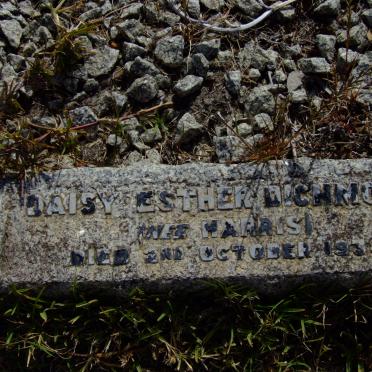 DAISY ESTHER
(NEE HARRIS)
DIED 2ND OCTOBER